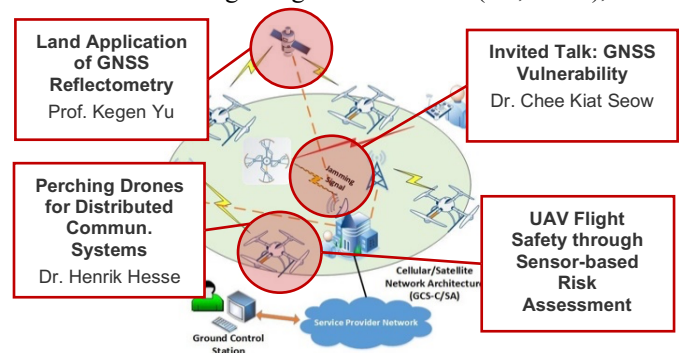 Land Application
of GNSS
Reflectometry
Prof. Kegen Yu
Invited Talk: GNSS
Vulnerability
Dr. Chee Kiat Seow
Jamming
Signal
Perching Drones
for Distributed
Commun.
Systems
Dr. Henrik Hesse
UAV Flight
Safety through
Sensor-based
Risk
Assessment
Cellular/Satellite
Network Architecture
(GCS-C/SA)
Service Provider Network
Ground Control
Station